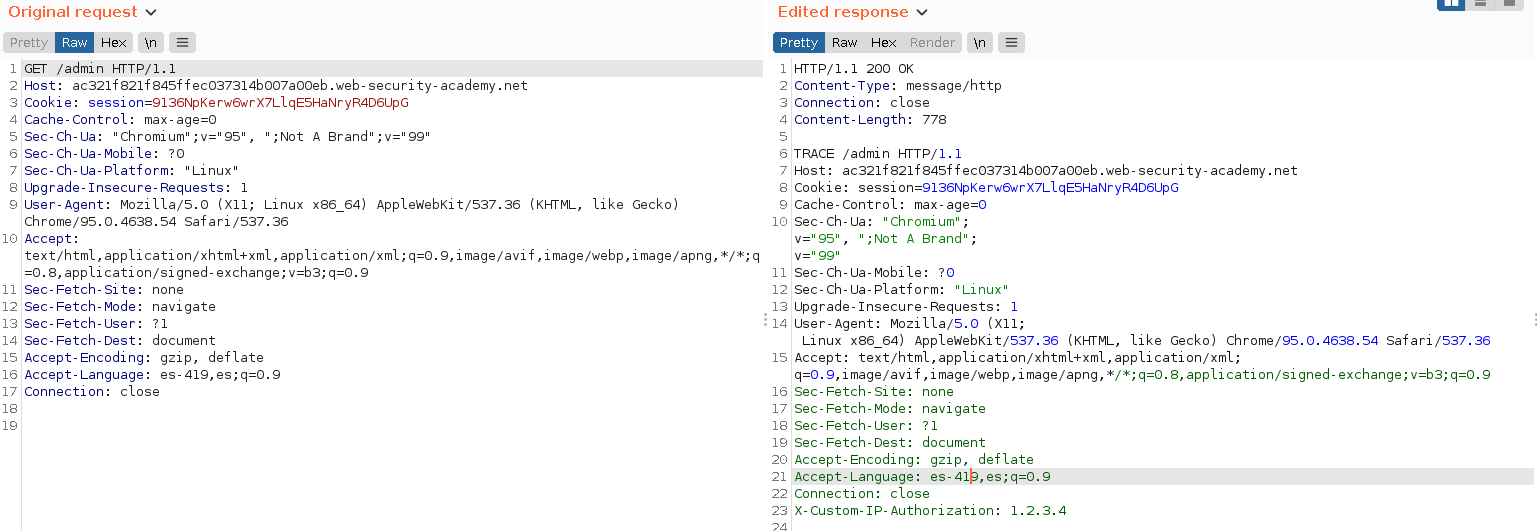 Original request
Pretty Raw Hex \n
1 GET /admin HTTP/1.1
2 Host: ac321f821f845ffec037314b007a00eb.web-security-academy.net
3 Cookie: session=9136NpKerw6wrX7LlqE5HaNryR4D6UpG
4 Cache-Control: max-age=0
5 Sec-Ch-Ua: "Chromium";v="95", ";Not A Brand";v="99"
6 Sec-Ch-Ua-Mobile: ?0
7 Sec-Ch-Ua-Platform: "Linux"
8 Upgrade-Insecure-Requests: 1
9 User-Agent: Mozilla/5.0 (X11; Linux x86_64) AppleWebKit/537.36 (KHTML, like Gecko)
Chrome/95.0.4638.54 Safari/537.36
10 Accept:
text/html,application/xhtml+xml,application/xml;q=0.9,image/avif,image/webp,image/apng,*/*;q
=0.8,application/signed-exchange;v=b3;q=0.9
11 Sec-Fetch-Site: none
12 Sec-Fetch-Mode: navigate
13 Sec-Fetch-User: ?1
14 Sec-Fetch-Dest: document
15 Accept-Encoding: gzip, deflate
16 Accept-Language: es-419,es;q=0.9
17 Connection: close
18
19
Edited response
Pretty Raw Hex Render \n
1 HTTP/1.1 200 OK
2 Content-Type: message/http
3 Connection: close
4 Content-Length: 778
5
6 TRACE /admin HTTP/1.1
7 Host: ac321f821f845ffec037314b007a00eb.web-security-academy.net
8 Cookie: session=9136NpKerw6wrX7LlqE5HaNryR4D6UpG
9 Cache-Control: max-age=0
10 Sec-Ch-Ua: "Chromium";
v="95", ";Not A Brand";
v="99"
11 Sec-Ch-Ua-Mobile: ?0
12 Sec-Ch-Ua-Platform: "Linux"
13 Upgrade-Insecure-Requests: 1
14 User-Agent: Mozilla/5.0 (X11;
Linux x86_64) AppleWebKit/537.36 (KHTML, like Gecko) Chrome/95.0.4638.54 Safari/537.36
15 Accept: text/html,application/xhtml+xml,application/xml;
q=0.9,image/avif,image/webp,image/apng,*/*;q=0.8,application/signed-exchange;v=b3;q=0.9
16 Sec-Fetch-Site: none
17 Sec-Fetch-Mode: navigate
18 Sec-Fetch-User: ?1
19 Sec-Fetch-Dest: document
20 Accept-Encoding: gzip, deflate
21 Accept-Language: es-419,es;q=0.9
22 Connection: close
23 X-Custom-IP-Authorization: 1.2.3.4
24